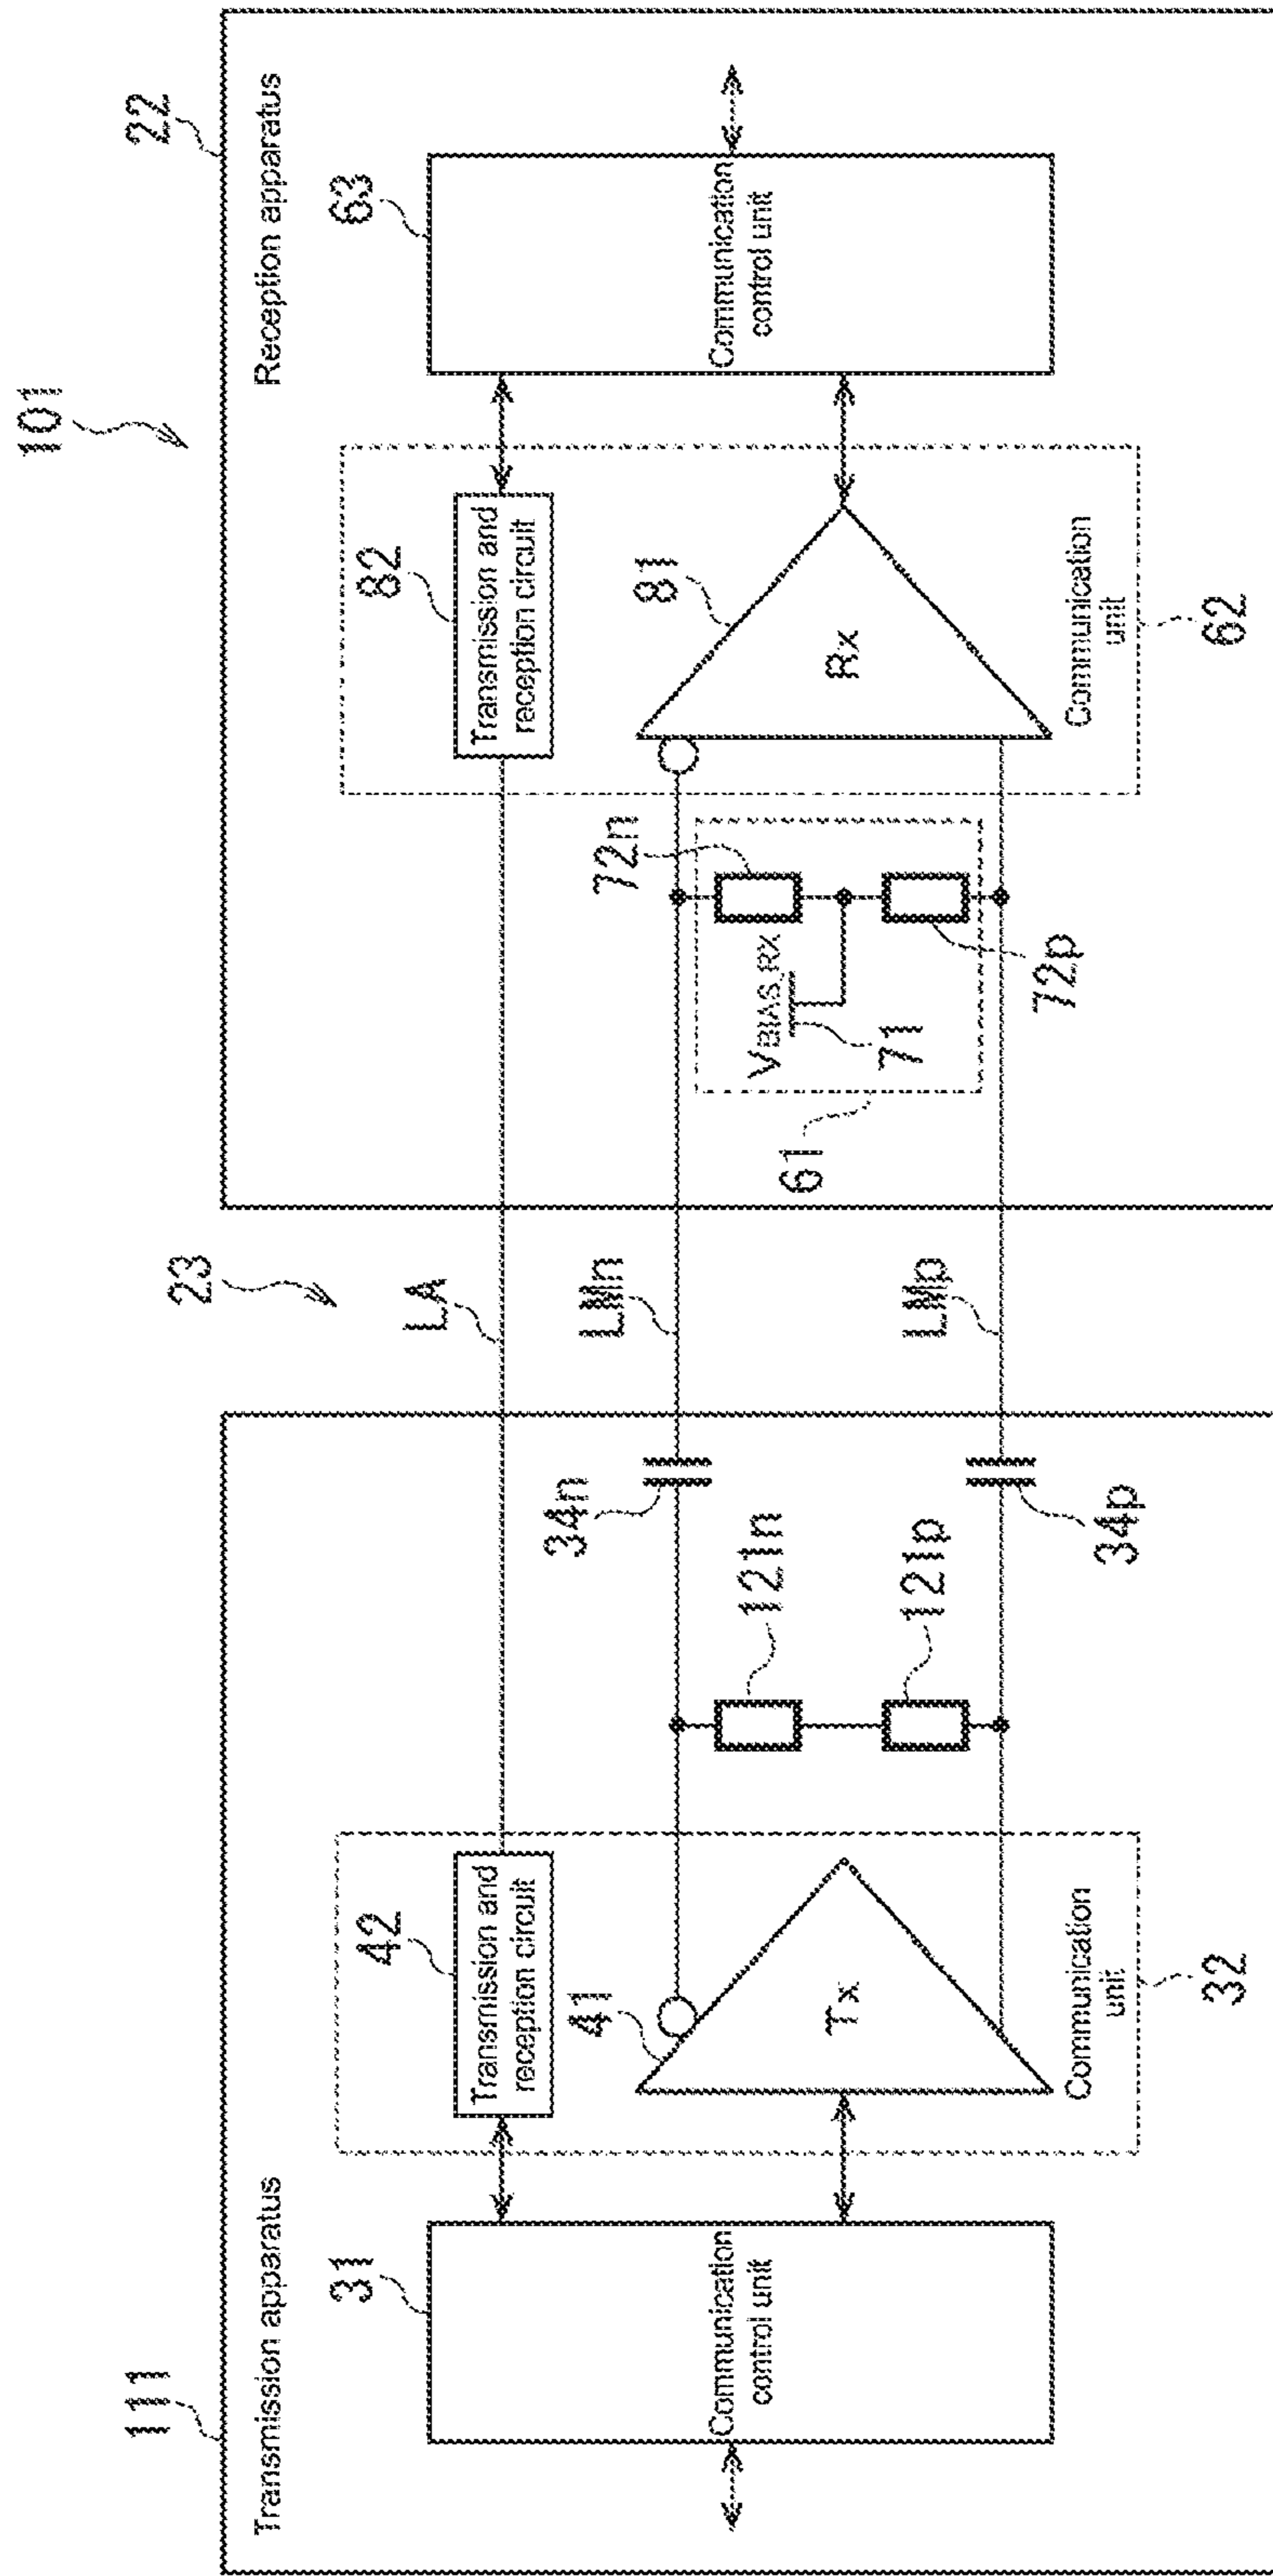 101
111
Transmission apparatus
31
Communication
control unit
42
Transmission and
reception circuit
41
Tx
Communication
unit
32
121n
121p
34n
34p
23
LA
LMn
LMp
22
Reception apparatus
61
VBIAS_RX
71
72n
72p
82
Transmission and
reception circuit
81
Rx
Communication
unit
62
63
Communication
control unit